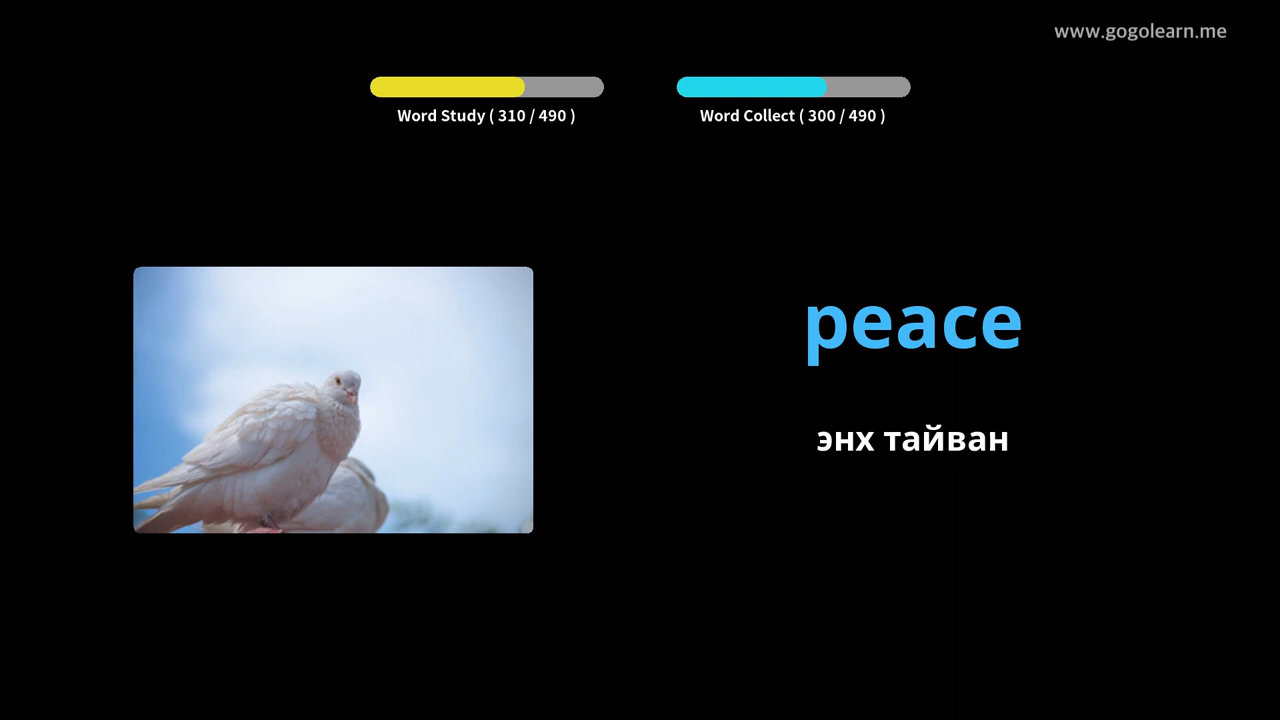 www.gogolearn.me
Word Study ( 310 / 490 )
Word Collect ( 300 / 490 )
peace
энх тайван